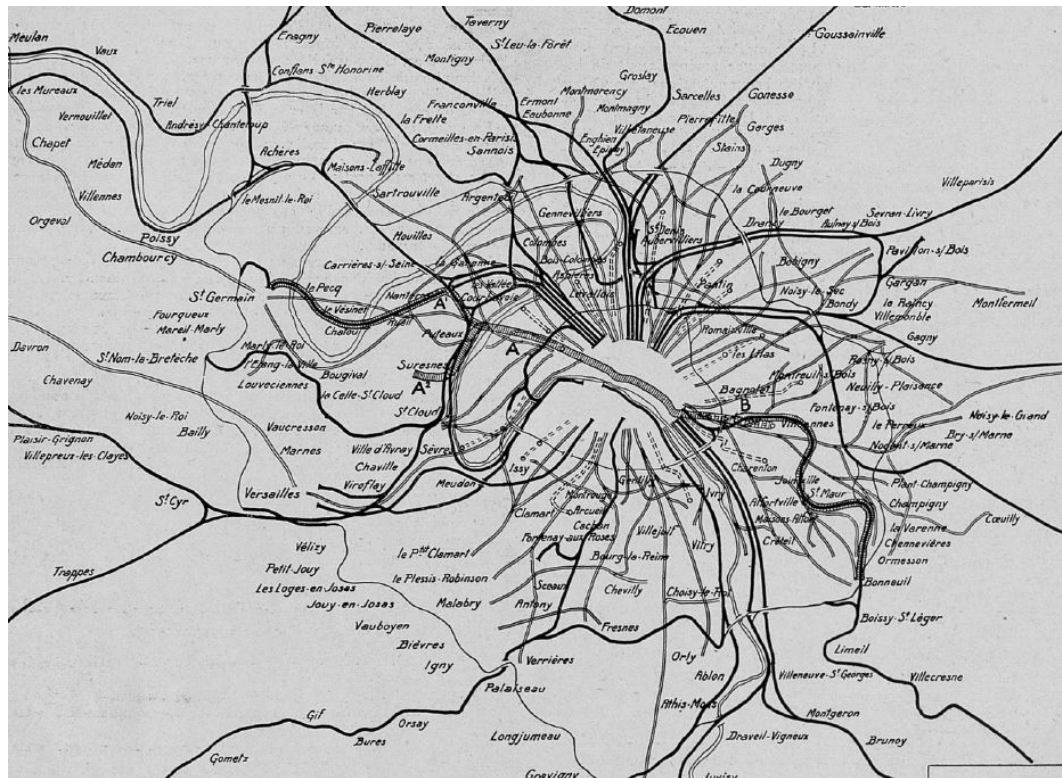 Meulan
Vaux
les Mureaux
Vernouillet
Triel
Andrésy-Chanteloup
Chapet
Médan
Villennes
Orgeval
Poissy
Chambourcy
Eragny
Conflans Ste Honorine
Pierrelaye
Montigny
Herblay
la Frette
Achères
Maisons-Laffitte
le Mesnil-le-Roi
Sartrouville
Houilles
Carrières-s/-Seine
la Garenne
Taverny
St Leu-la-Forêt
Franconville
Cormeilles-en-Parisis
Sannois
Ermont
Eaubonne
Argenteuil
Domont
Ecouen
Groslay
Montmorency
Montmagny
Enghien
Epinay
Villetaneuse
Sarcelles
Pierrefitte
Stains
Goussainville
Gonesse
Garges
Dugny
la Courneuve
le Bourget
Drancy
Villeparisis
Sevran-Livry
Aulnay-s/Bois
Gennevilliers
Colombes
Bois-Colombes
Asnières
Levallois
St Denis
Aubervilliers
Pantin
Bobigny
Noisy-le-Sec
Bondy
Pavillon-s/Bois
Gargan
le Raincy
Villemonble
Montfermeil
Gagny
Romainville
les Lilas
Rosny-s/Bois
Montreuil-s/Bois
Neuilly-Plaisance
Bagnolet
B
Vincennes
Fontenay-s/Bois
le Perreux
Nogent-s/Marne
Noisy-le-Grand
Bry-s/Marne
St Germain
le Pecq
le Vésinet
Chatou
Rueil
Nanterre
A'
les Vallées
Courbevoie
Puteaux
A
Fourqueux
Mareil-Marly
Marly-le-Roi
l'Etang-la-Ville
Louveciennes
Bougival
la Celle-St Cloud
Suresnes
A²
St Cloud
Davron
St Nom-la-Bretèche
Chavenay
Noisy-le-Roi
Bailly
Vaucresson
Marnes
Ville d'Avray
Sèvres
Chaville
Viroflay
Meudon
Versailles
Plaisir-Grignon
Villepreux-les-Clayes
St Cyr
Trappes
Issy
Clamart
Montrouge
Arcueil
Cachan
Fontenay-aux-Roses
Gentilly
Ivry
Villejuif
Vitry
Bourg-la-Reine
Charenton
Alfortville
Maisons-Alfort
Créteil
Joinville
St Maur
Plant-Champigny
Champigny
la Varenne
Chennevières
Ormesson
Cœuilly
Bonneuil
Boissy-St Léger
Limeil
Villecresne
Vélizy
Petit-Jouy
Les Loges-en-Josas
Jouy-en-Josas
Vauboyen
Bièvres
Igny
le Ptit Clamart
le Plessis-Robinson
Malabry
Sceaux
Antony
Chevilly
Choisy-le-Roi
Fresnes
Orly
Verrières
Palaiseau
Ablon
Athis-Mons
Villeneuve-St Georges
Montgeron
Brunoy
Draveil-Vigneux
Juvisy
Gif
Orsay
Bures
Gometz
Longjumeau
Gravigny